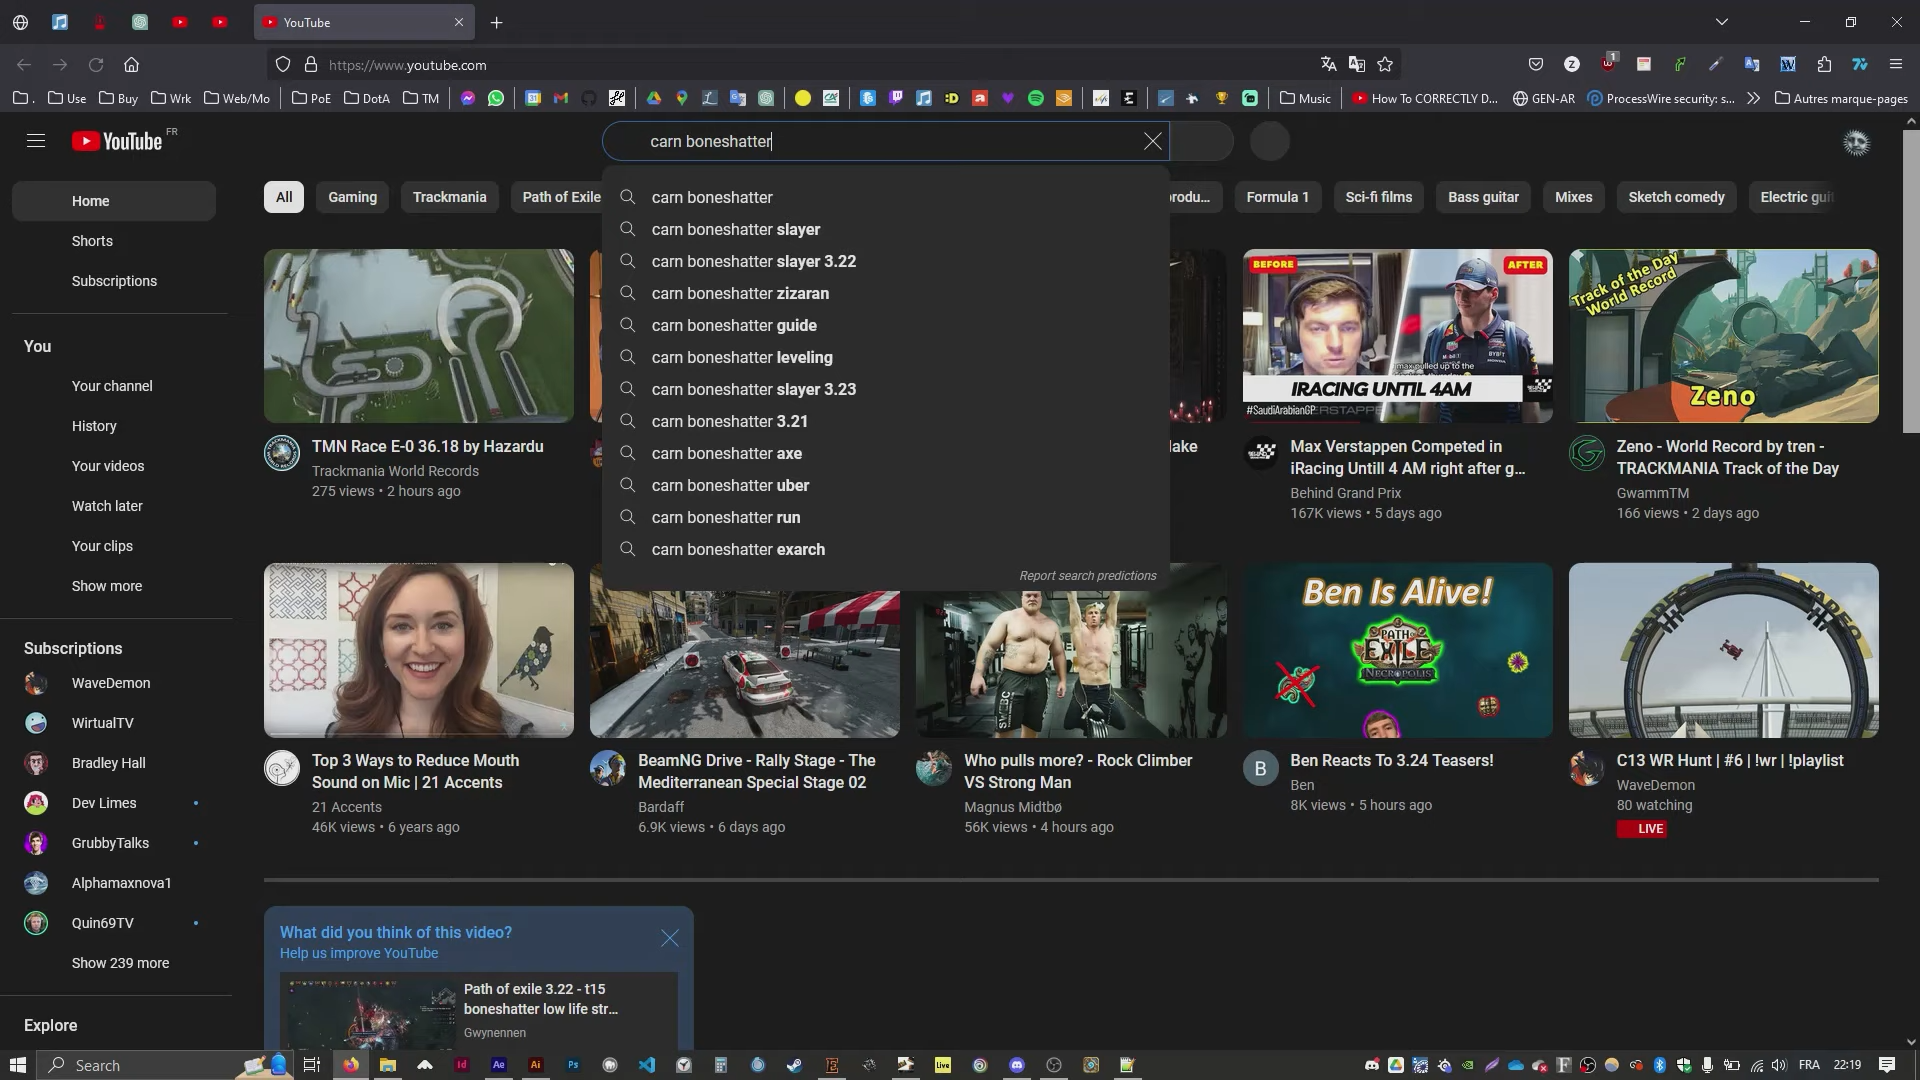 YouTube
https://www.youtube.com
.
Use
Buy
Wrk
Web/Mo
PoE
DotA
TM
Music
How To CORRECTLY D...
GEN-AR
ProcessWire security: s...
Autres marque-pages
YouTube FR
carn boneshatter
All
Gaming
Trackmania
Path of Exile
produ...
Formula 1
Sci-fi films
Bass guitar
Mixes
Sketch comedy
Electric gui
carn boneshatter
carn boneshatter slayer
carn boneshatter slayer 3.22
carn boneshatter zizaran
carn boneshatter guide
carn boneshatter leveling
carn boneshatter slayer 3.23
carn boneshatter 3.21
carn boneshatter axe
carn boneshatter uber
carn boneshatter run
carn boneshatter exarch
Report search predictions
Home
Shorts
Subscriptions
You
Your channel
History
Your videos
Watch later
Your clips
Show more
Subscriptions
WaveDemon
WirtualTV
Bradley Hall
Dev Limes
GrubbyTalks
Alphamaxnova1
Quin69TV
Show 239 more
Explore
TMN Race E-0 36.18 by Hazardu
Trackmania World Records
275 views • 2 hours ago
BEFORE
AFTER
max pulled up to the
IRACING UNTIL 4AM
#SaudiArabianGP
Max Verstappen Competed in
iRacing Untill 4 AM right after g...
Behind Grand Prix
167K views • 5 days ago
Track of the Day
World Record
Zeno
Zeno - World Record by tren -
TRACKMANIA Track of the Day
GwammTM
166 views • 2 days ago
Top 3 Ways to Reduce Mouth
Sound on Mic | 21 Accents
21 Accents
46K views • 6 years ago
BeamNG Drive - Rally Stage - The
Mediterranean Special Stage 02
Bardaff
6.9K views • 6 days ago
Who pulls more? - Rock Climber
VS Strong Man
Magnus Midtbø
56K views • 4 hours ago
Ben Is Alive!
PATH OF EXILE
NECROPOLIS
B
Ben Reacts To 3.24 Teasers!
Ben
8K views • 5 hours ago
C13 WR Hunt | #6 | !wr | !playlist
WaveDemon
80 watching
LIVE
What did you think of this video?
Help us improve YouTube
Path of exile 3.22 - t15
boneshatter low life str...
Gwynennen
Search
FRA
22:19